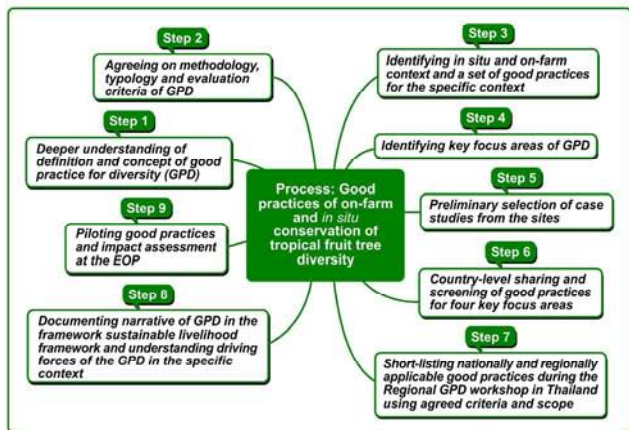 Step 2
Agreeing on methodology,
typology and evaluation
criteria of GPD
Step 1
Deeper understanding of
definition and concept of good
practice for diversity (GPD)
Step 9
Piloting good practices
and impact assessment
at the EOP
Step 8
Documenting narrative of GPD in the
framework sustainable livelihood
framework and understanding driving
forces of the GPD in the specific
context
Process: Good
practices of on-farm
and in situ
conservation of
tropical fruit tree
diversity
Step 3
Identifying in situ and on-farm
context and a set of good practices
for the specific context
Step 4
Identifying key focus areas of GPD
Step 5
Preliminary selection of case
studies from the sites
Step 6
Country-level sharing and
screening of good practices
for four key focus areas
Step 7
Short-listing nationally and regionally
applicable good practices during the
Regional GPD workshop in Thailand
using agreed criteria and scope